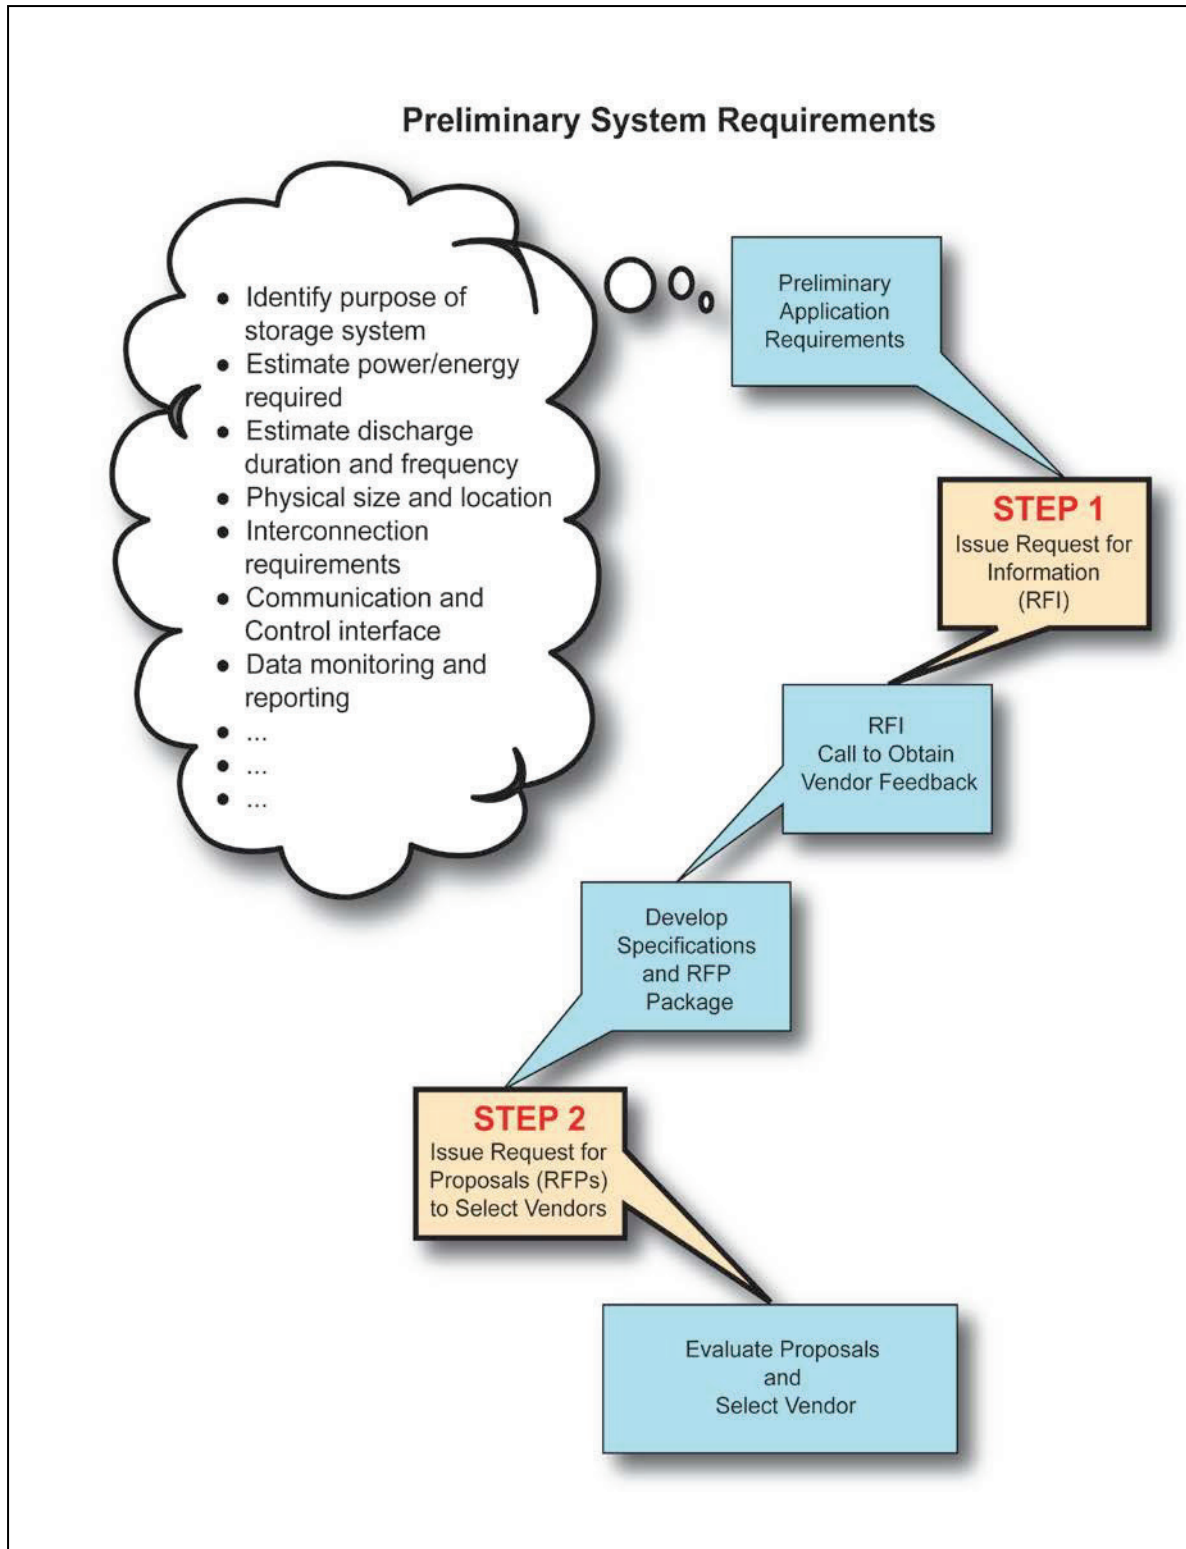 Preliminary System Requirements
● Identify purpose of
storage system
● Estimate power/energy
required
● Estimate discharge
duration and frequency
● Physical size and location
● Interconnection
requirements
● Communication and
Control interface
● Data monitoring and
reporting
● ...
● ...
● ...
Preliminary
Application
Requirements
STEP 1
Issue Request for
Information
(RFI)
RFI
Call to Obtain
Vendor Feedback
Develop
Specifications
and RFP
Package
STEP 2
Issue Request for
Proposals (RFPs)
to Select Vendors
Evaluate Proposals
and
Select Vendor